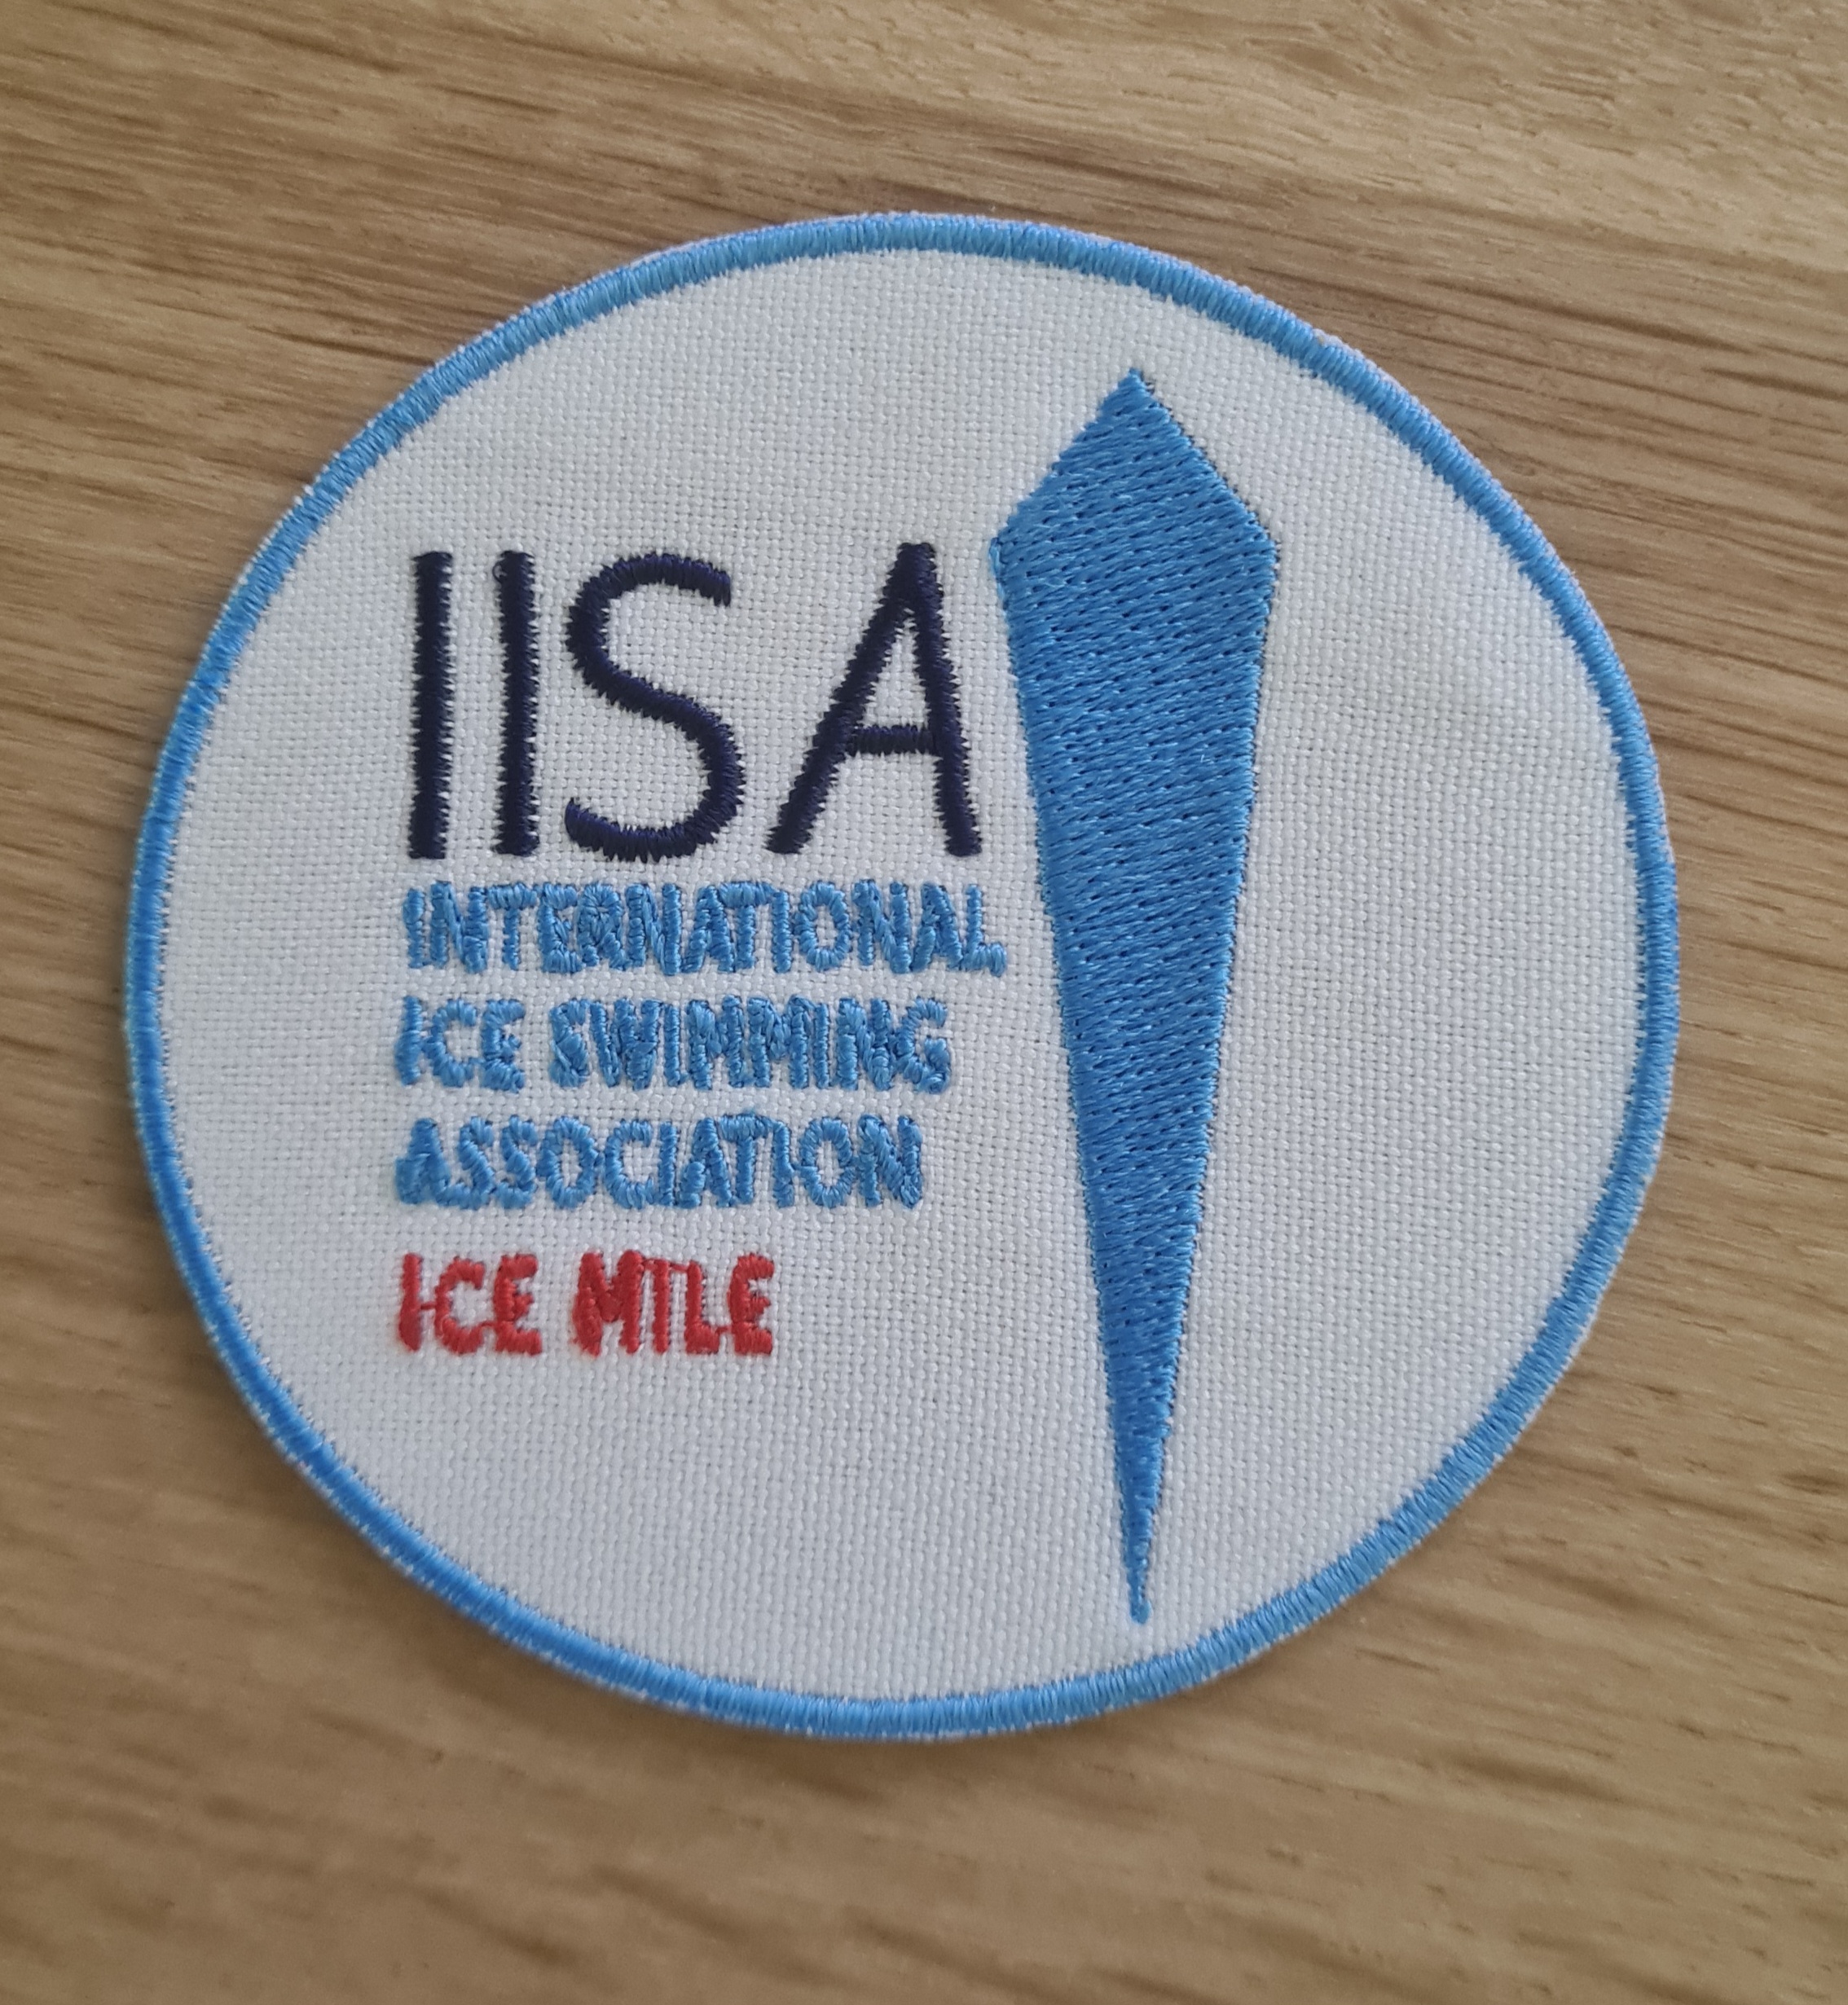 IISA
INTERNATIONAL
ICE SWIMMING
ASSOCIATION
ICE MILE